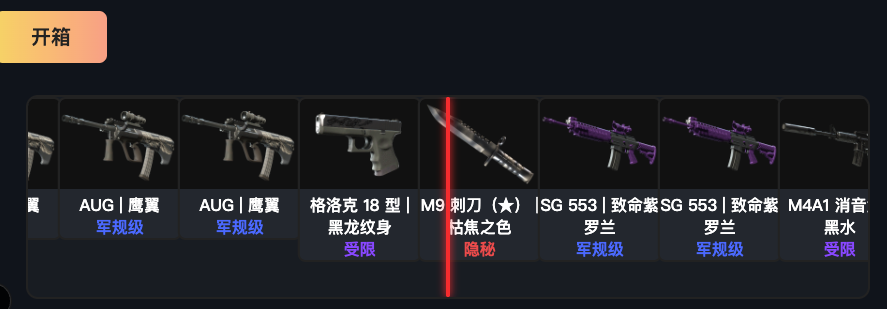 开箱
翼
AUG | 鹰翼
军规级
AUG | 鹰翼
军规级
格洛克 18 型 |
黑龙纹身
受限
M9 刺刀（★） |
枯焦之色
隐秘
SG 553 | 致命紫
罗兰
军规级
SG 553 | 致命紫
罗兰
军规级
M4A1 消音
黑水
受限